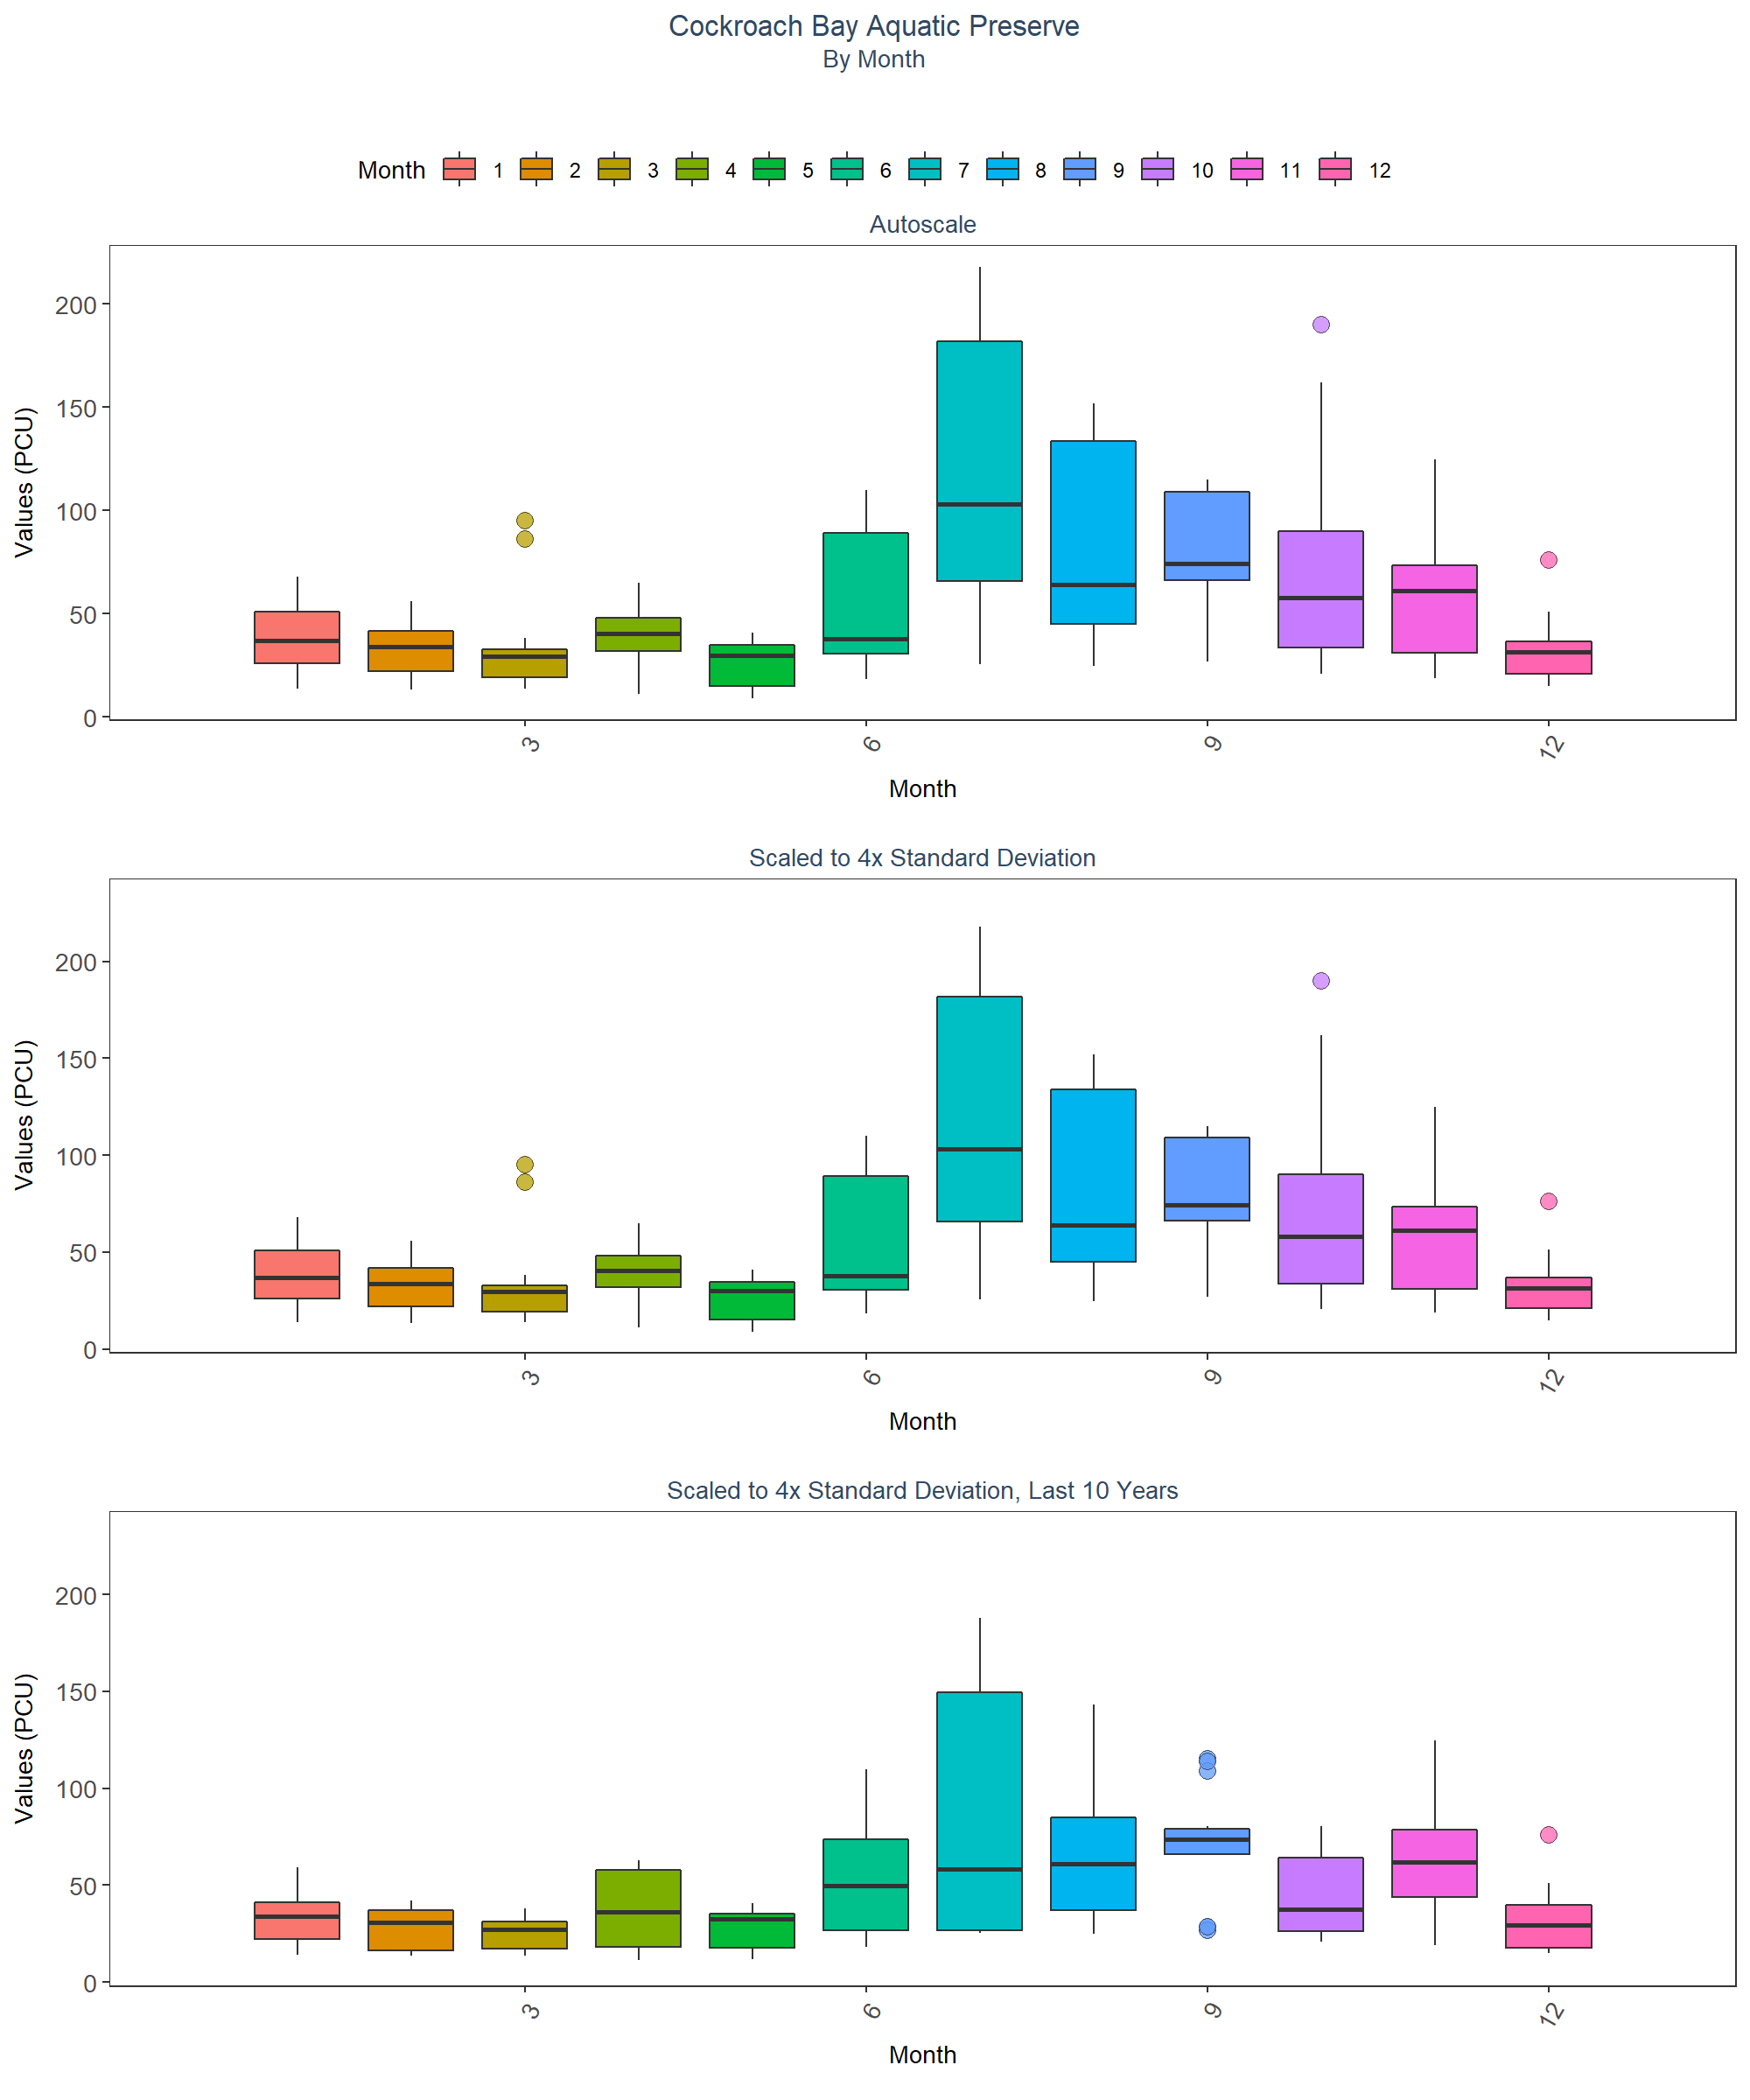 Cockroach Bay Aquatic Preserve
By Month
Month 1 2 3 4 5 6 7 8 9 10 11 12
Autoscale
Values (PCU)
200
150
100
50
0
3 6 9 12
Month
Scaled to 4x Standard Deviation
Values (PCU)
200
150
100
50
0
3 6 9 12
Month
Scaled to 4x Standard Deviation, Last 10 Years
Values (PCU)
200
150
100
50
0
3 6 9 12
Month